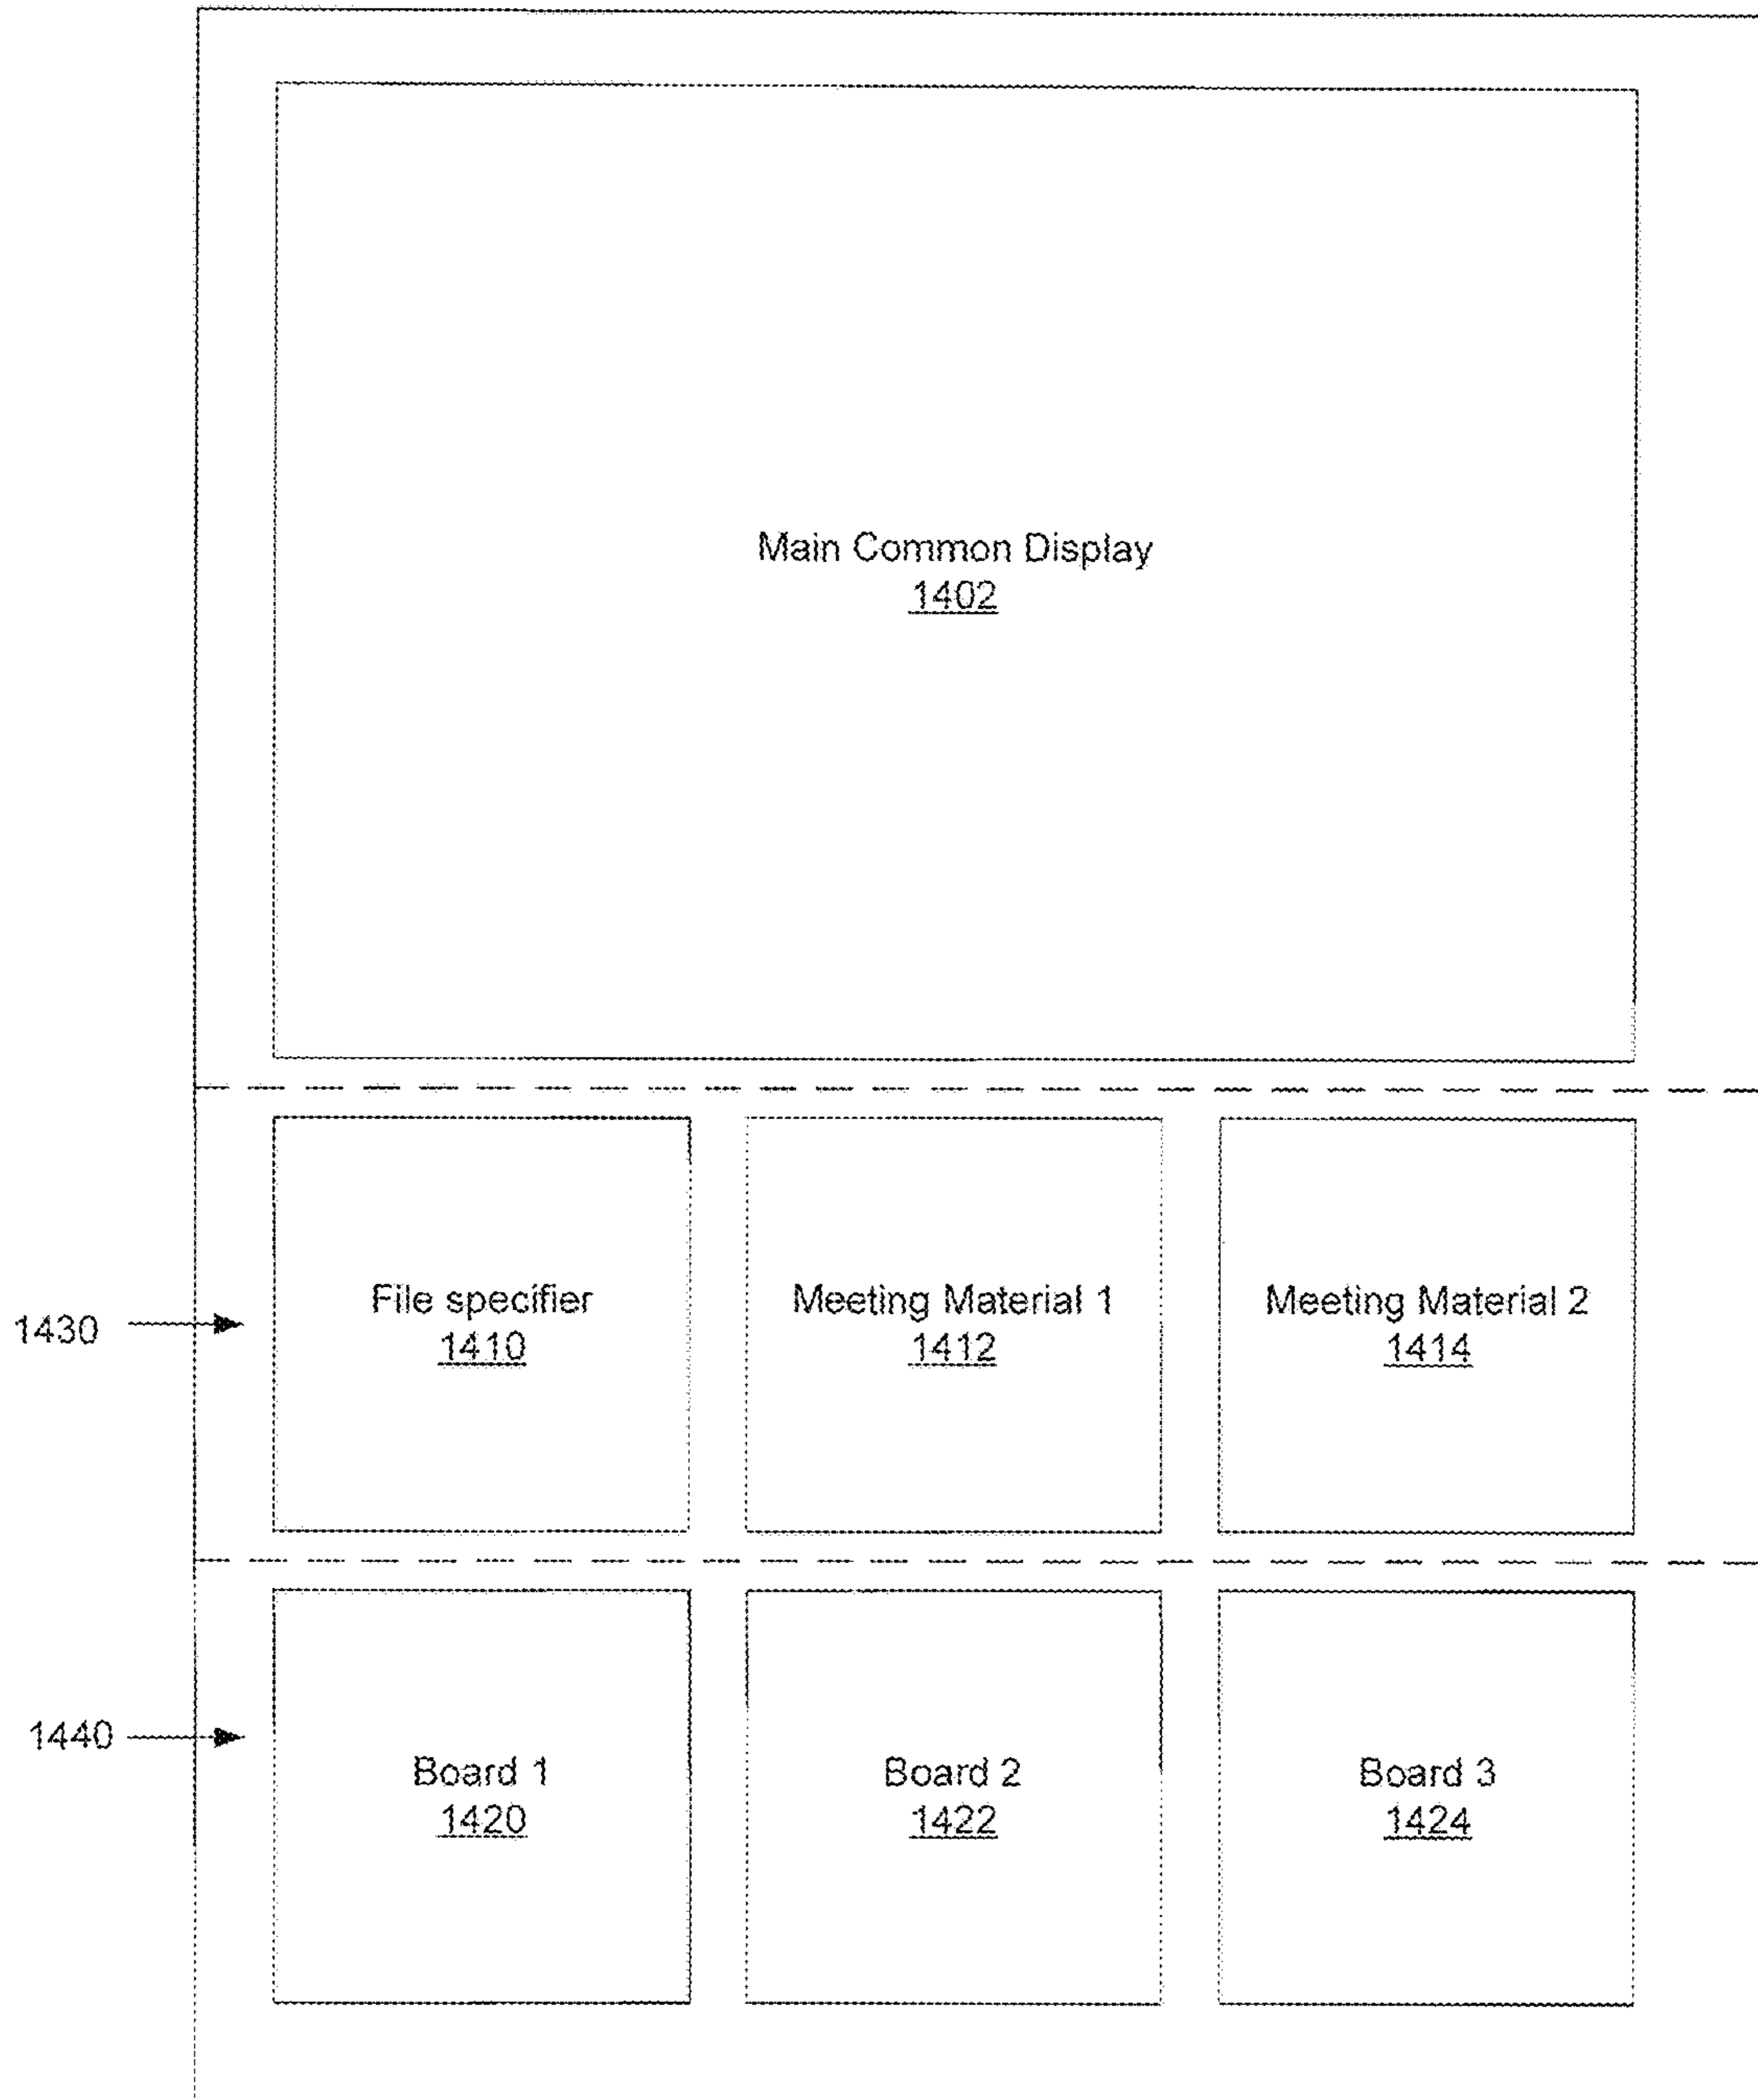 Main Common Display
1402
File specifier
1410
Meeting Material 1
1412
Meeting Material 2
1414
1430
Board 1
1420
Board 2
1422
Board 3
1424
1440